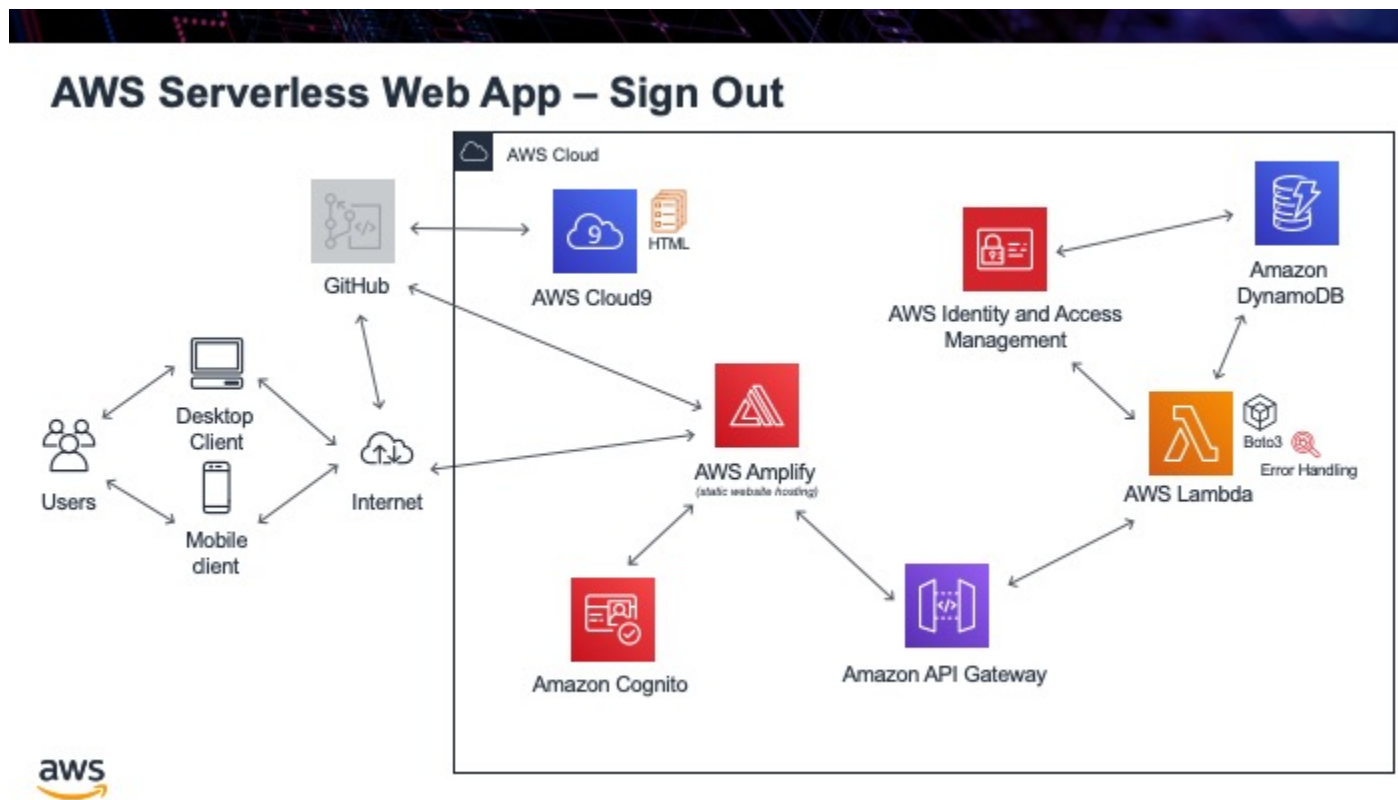 AWS Serverless Web App – Sign Out
AWS Cloud
GitHub
9
HTML
AWS Cloud9
Amazon
DynamoDB
AWS Identity and Access
Management
Desktop
Client
Users
Internet
Mobile
client
AWS Amplify
(static website hosting)
Boto3
Error Handling
AWS Lambda
Amazon Cognito
Amazon API Gateway
aws